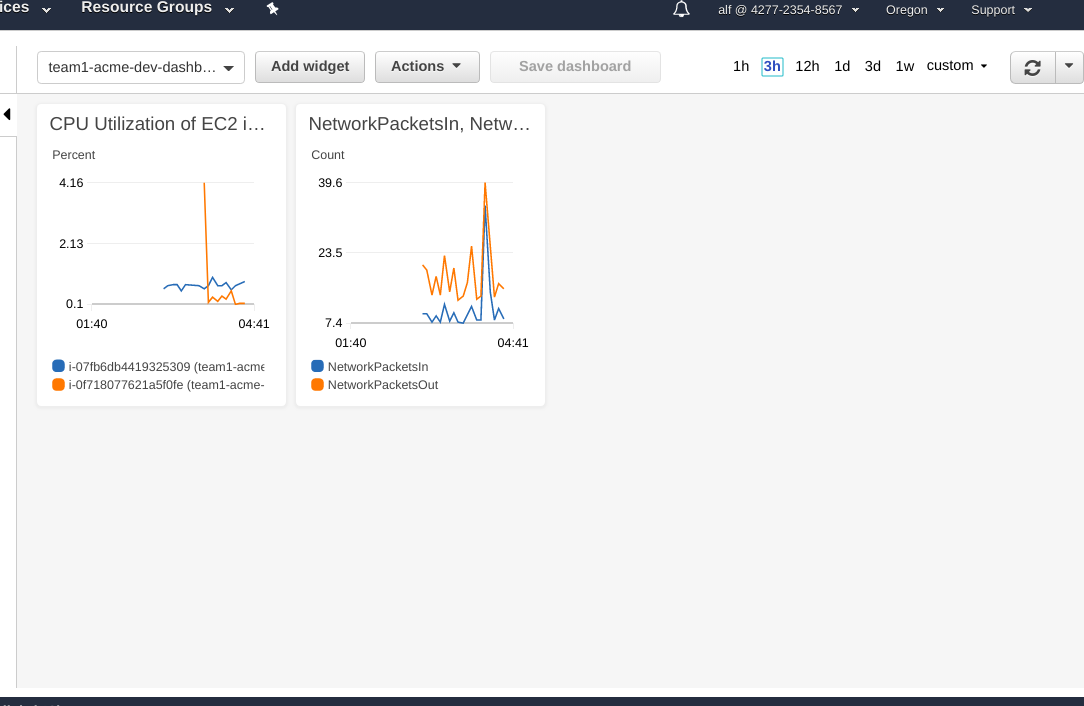 ices Resource Groups alf @ 4277-2354-8567 Oregon Support
team1-acme-dev-dashb... Add widget Actions Save dashboard 1h 3h 12h 1d 3d 1w custom
CPU Utilization of EC2 i...
Percent
4.16
2.13
0.1
01:40 04:41
i-07fb6db4419325309 (team1-acme
i-0f718077621a5f0fe (team1-acme-
NetworkPacketsIn, Netw...
Count
39.6
23.5
7.4
01:40 04:41
NetworkPacketsIn
NetworkPacketsOut